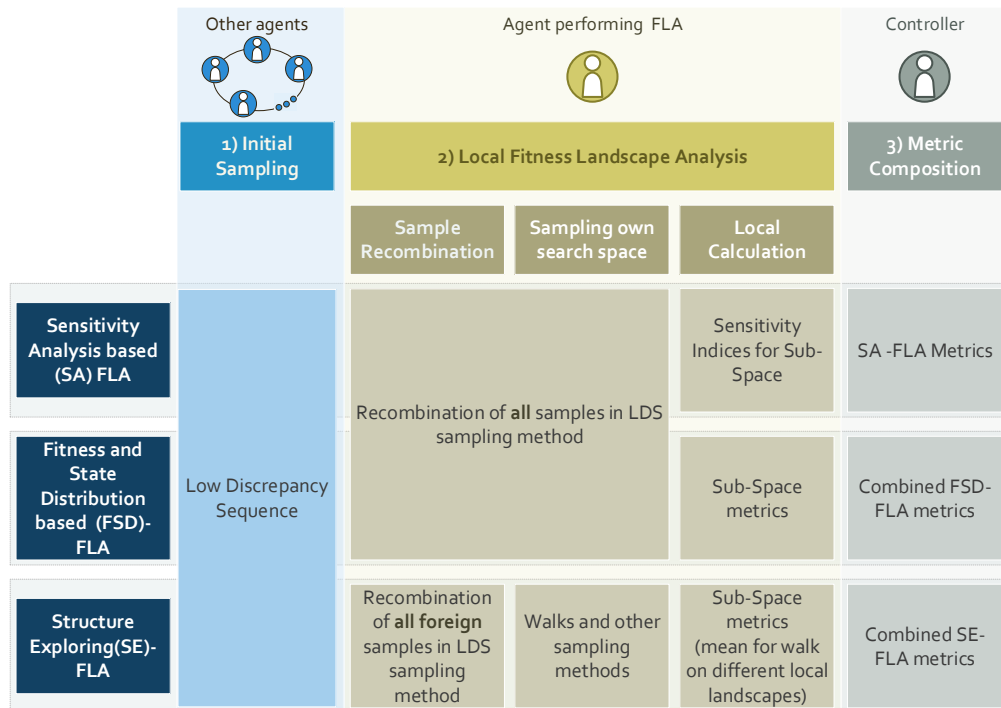 Other agents
Agent performing FLA
Controller
1) Initial
Sampling
2) Local Fitness Landscape Analysis
3) Metric
Composition
Sample
Recombination
Sampling own
search space
Local
Calculation
Sensitivity
Analysis based
(SA) FLA
Sensitivity
Indices for Sub-
Space
SA -FLA Metrics
Recombination of all samples in LDS
sampling method
Fitness and
State
Distribution
based (FSD)-
FLA
Low Discrepancy
Sequence
Sub-Space
metrics
Combined FSD-
FLA metrics
Structure
Exploring(SE)-
FLA
Recombination
of all foreign
samples in LDS
sampling
method
Walks and other
sampling
methods
Sub-Space
metrics
(mean for walk
on different local
landscapes)
Combined SE-
FLA metrics